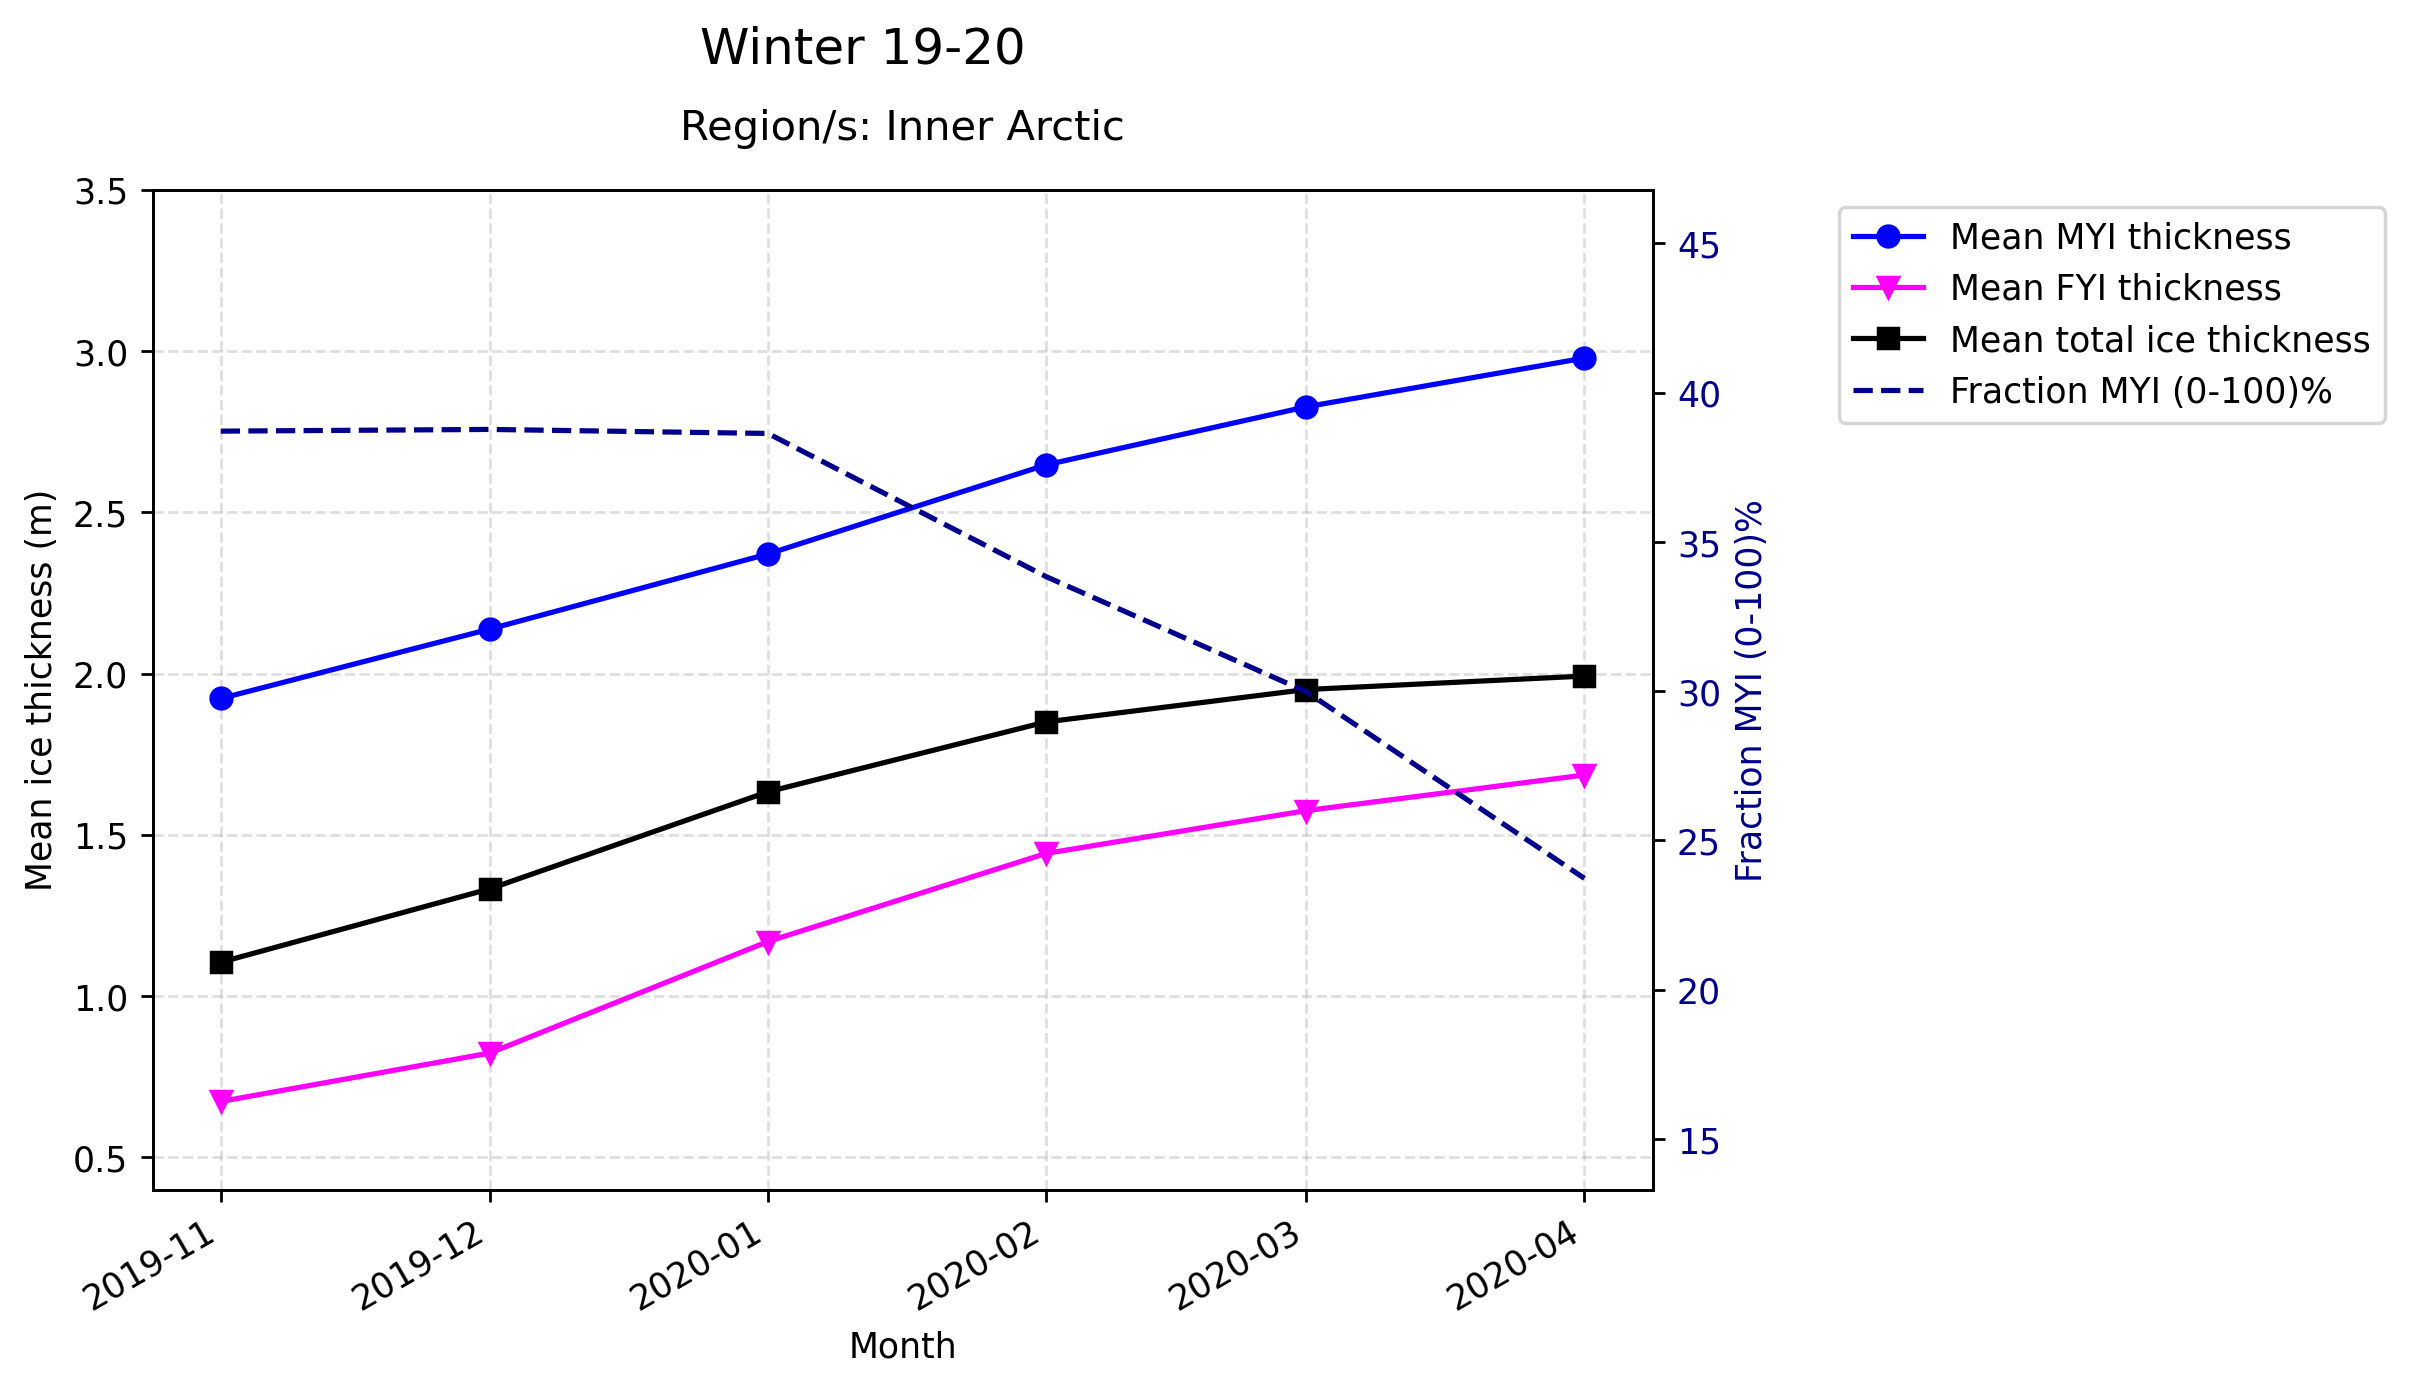 Winter 19-20
Region/s: Inner Arctic
3.5
3.0
2.5
2.0
1.5
1.0
0.5
Mean ice thickness (m)
45
40
35
30
25
20
15
Fraction MYI (0-100)%
Mean MYI thickness
Mean FYI thickness
Mean total ice thickness
Fraction MYI (0-100)%
2019-11
2019-12
2020-01
2020-02
2020-03
2020-04
Month